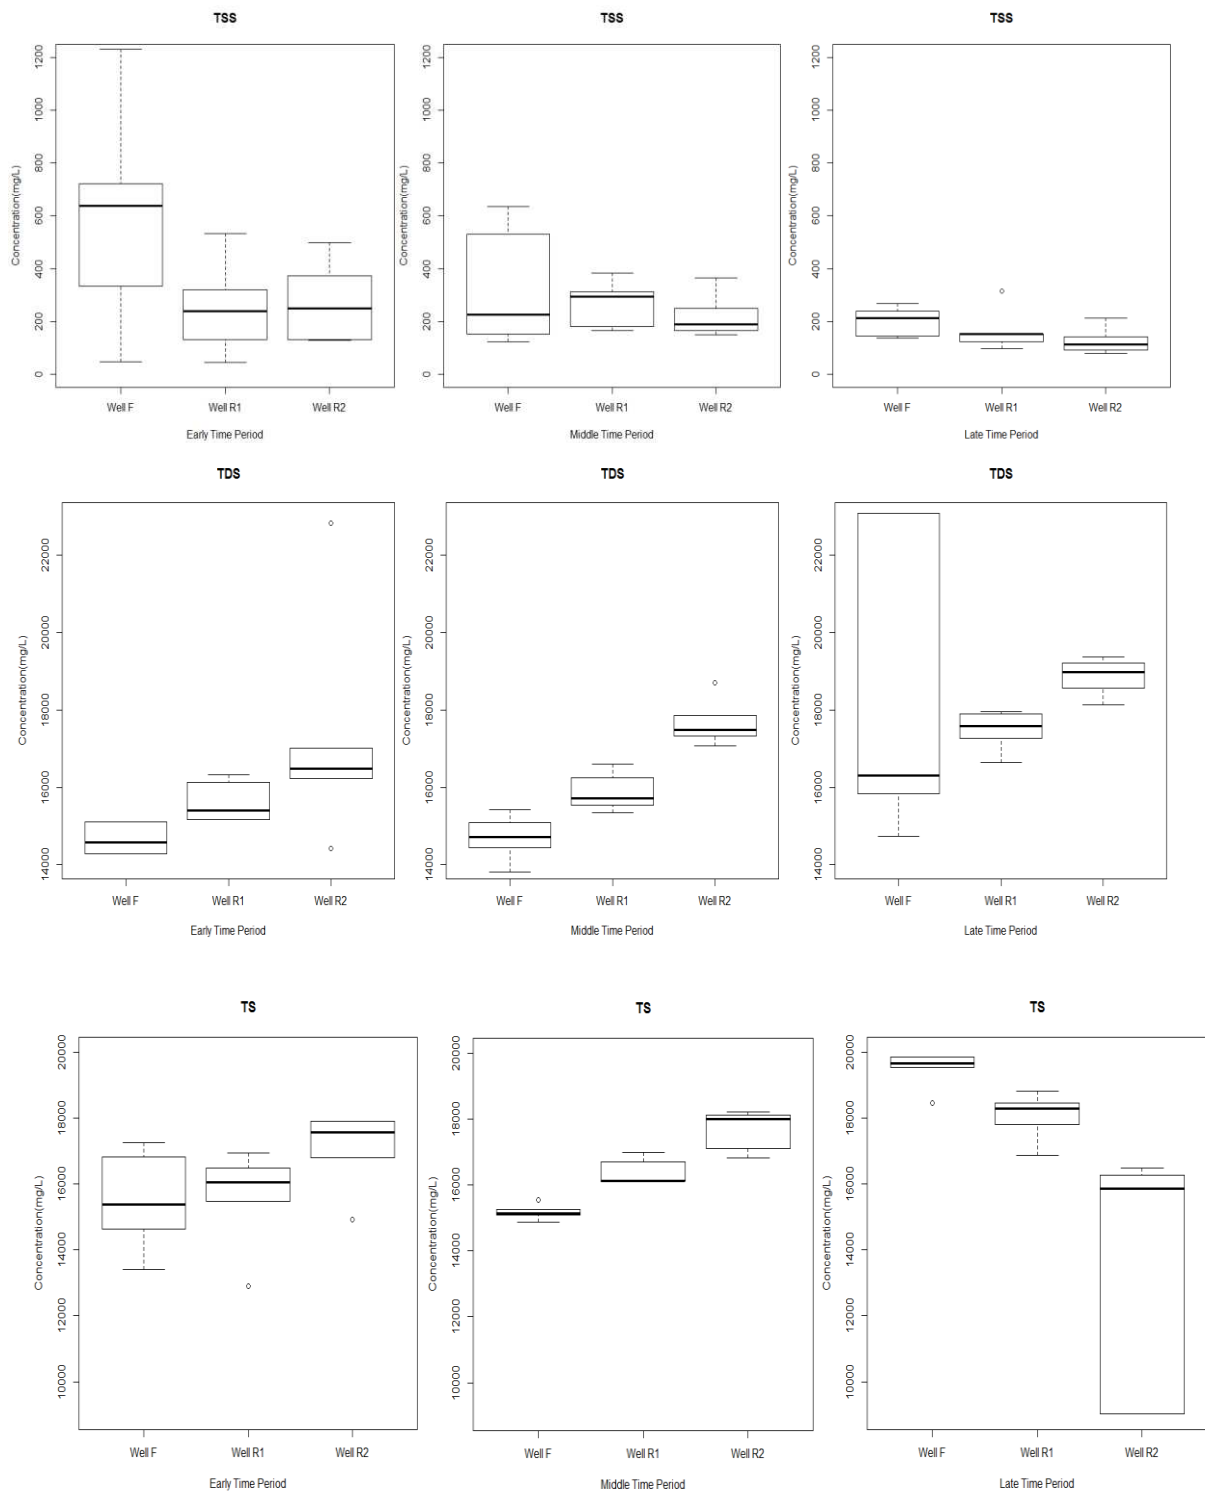 TSS
TSS
TSS
Concentration(mg/L)
0
200
400
600
800
1000
1200
Well F
Well R1
Well R2
Early Time Period
Concentration(mg/L)
0
200
400
600
800
1000
1200
Well F
Well R1
Well R2
Middle Time Period
Concentration(mg/L)
0
200
400
600
800
1000
1200
Well F
Well R1
Well R2
Late Time Period
TDS
TDS
TDS
Concentration(mg/L)
14000
16000
18000
20000
22000
Well F
Well R1
Well R2
Early Time Period
Concentration(mg/L)
14000
16000
18000
20000
22000
Well F
Well R1
Well R2
Middle Time Period
Concentration(mg/L)
14000
16000
18000
20000
22000
Well F
Well R1
Well R2
Late Time Period
TS
TS
TS
Concentration(mg/L)
10000
12000
14000
16000
18000
20000
Well F
Well R1
Well R2
Early Time Period
Concentration(mg/L)
10000
12000
14000
16000
18000
20000
Well F
Well R1
Well R2
Middle Time Period
Concentration(mg/L)
10000
12000
14000
16000
18000
20000
Well F
Well R1
Well R2
Late Time Period